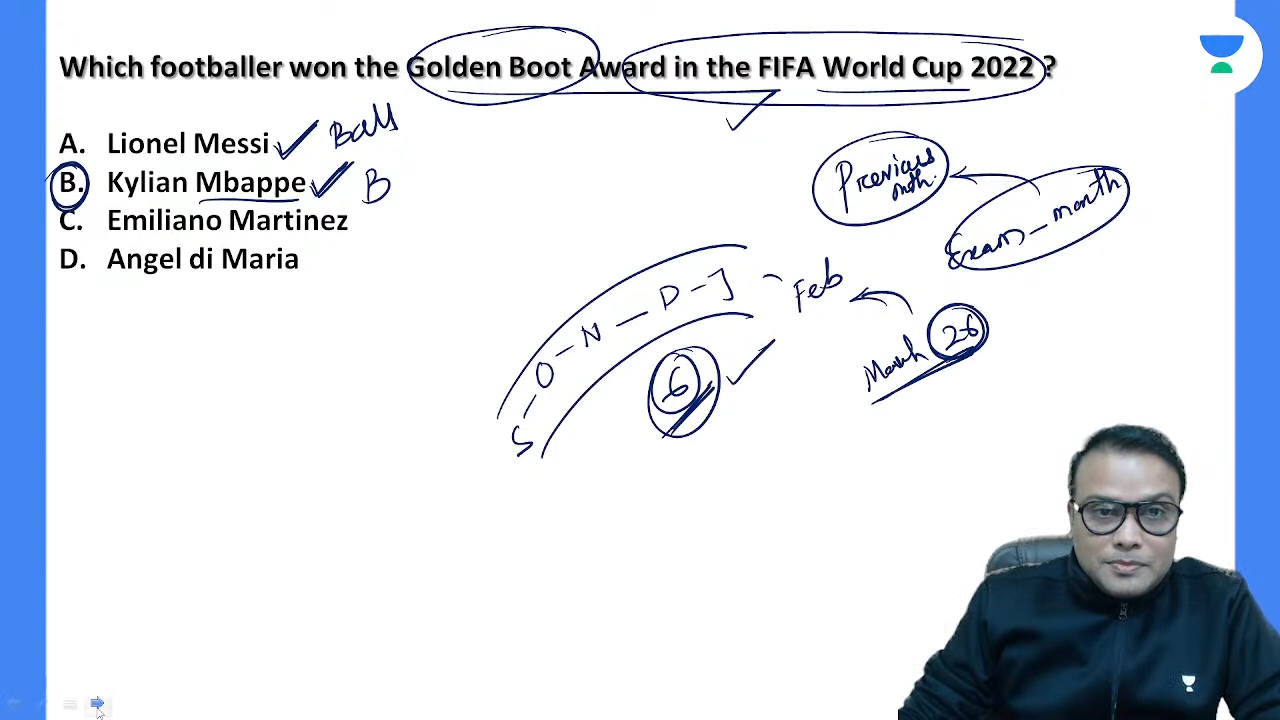 Which footballer won the Golden Boot Award in the FIFA World Cup 2022 ?
A. Lionel Messi Ball
B. Kylian Mbappe B
C. Emiliano Martinez
D. Angel di Maria
Previous
Exam - month
S - O - N - D - J - Feb
March 26
6